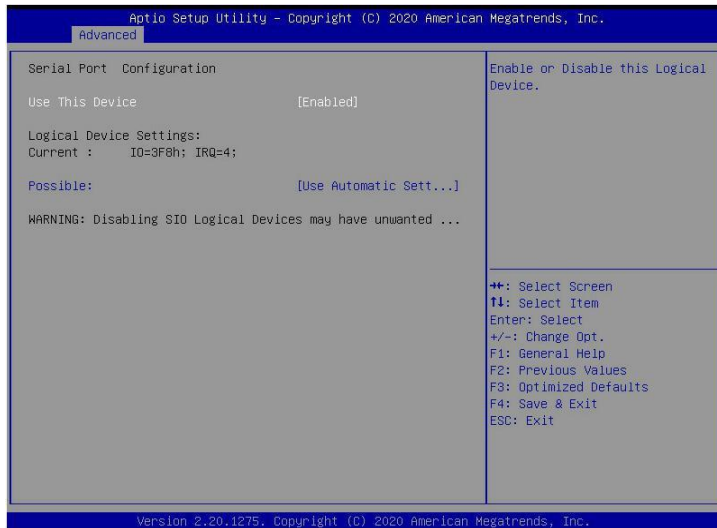 Aptio Setup Utility – Copyright (C) 2020 American Megatrends, Inc.
Advanced
Serial Port Configuration
Use This Device [Enabled]
Logical Device Settings:
Current : IO=3F8h; IRQ=4;
Possible: [Use Automatic Sett...]
WARNING: Disabling SIO Logical Devices may have unwanted ...
Enable or Disable this Logical
Device.
→←: Select Screen
↑↓: Select Item
Enter: Select
+/-: Change Opt.
F1: General Help
F2: Previous Values
F3: Optimized Defaults
F4: Save & Exit
ESC: Exit
Version 2.20.1275. Copyright (C) 2020 American Megatrends, Inc.